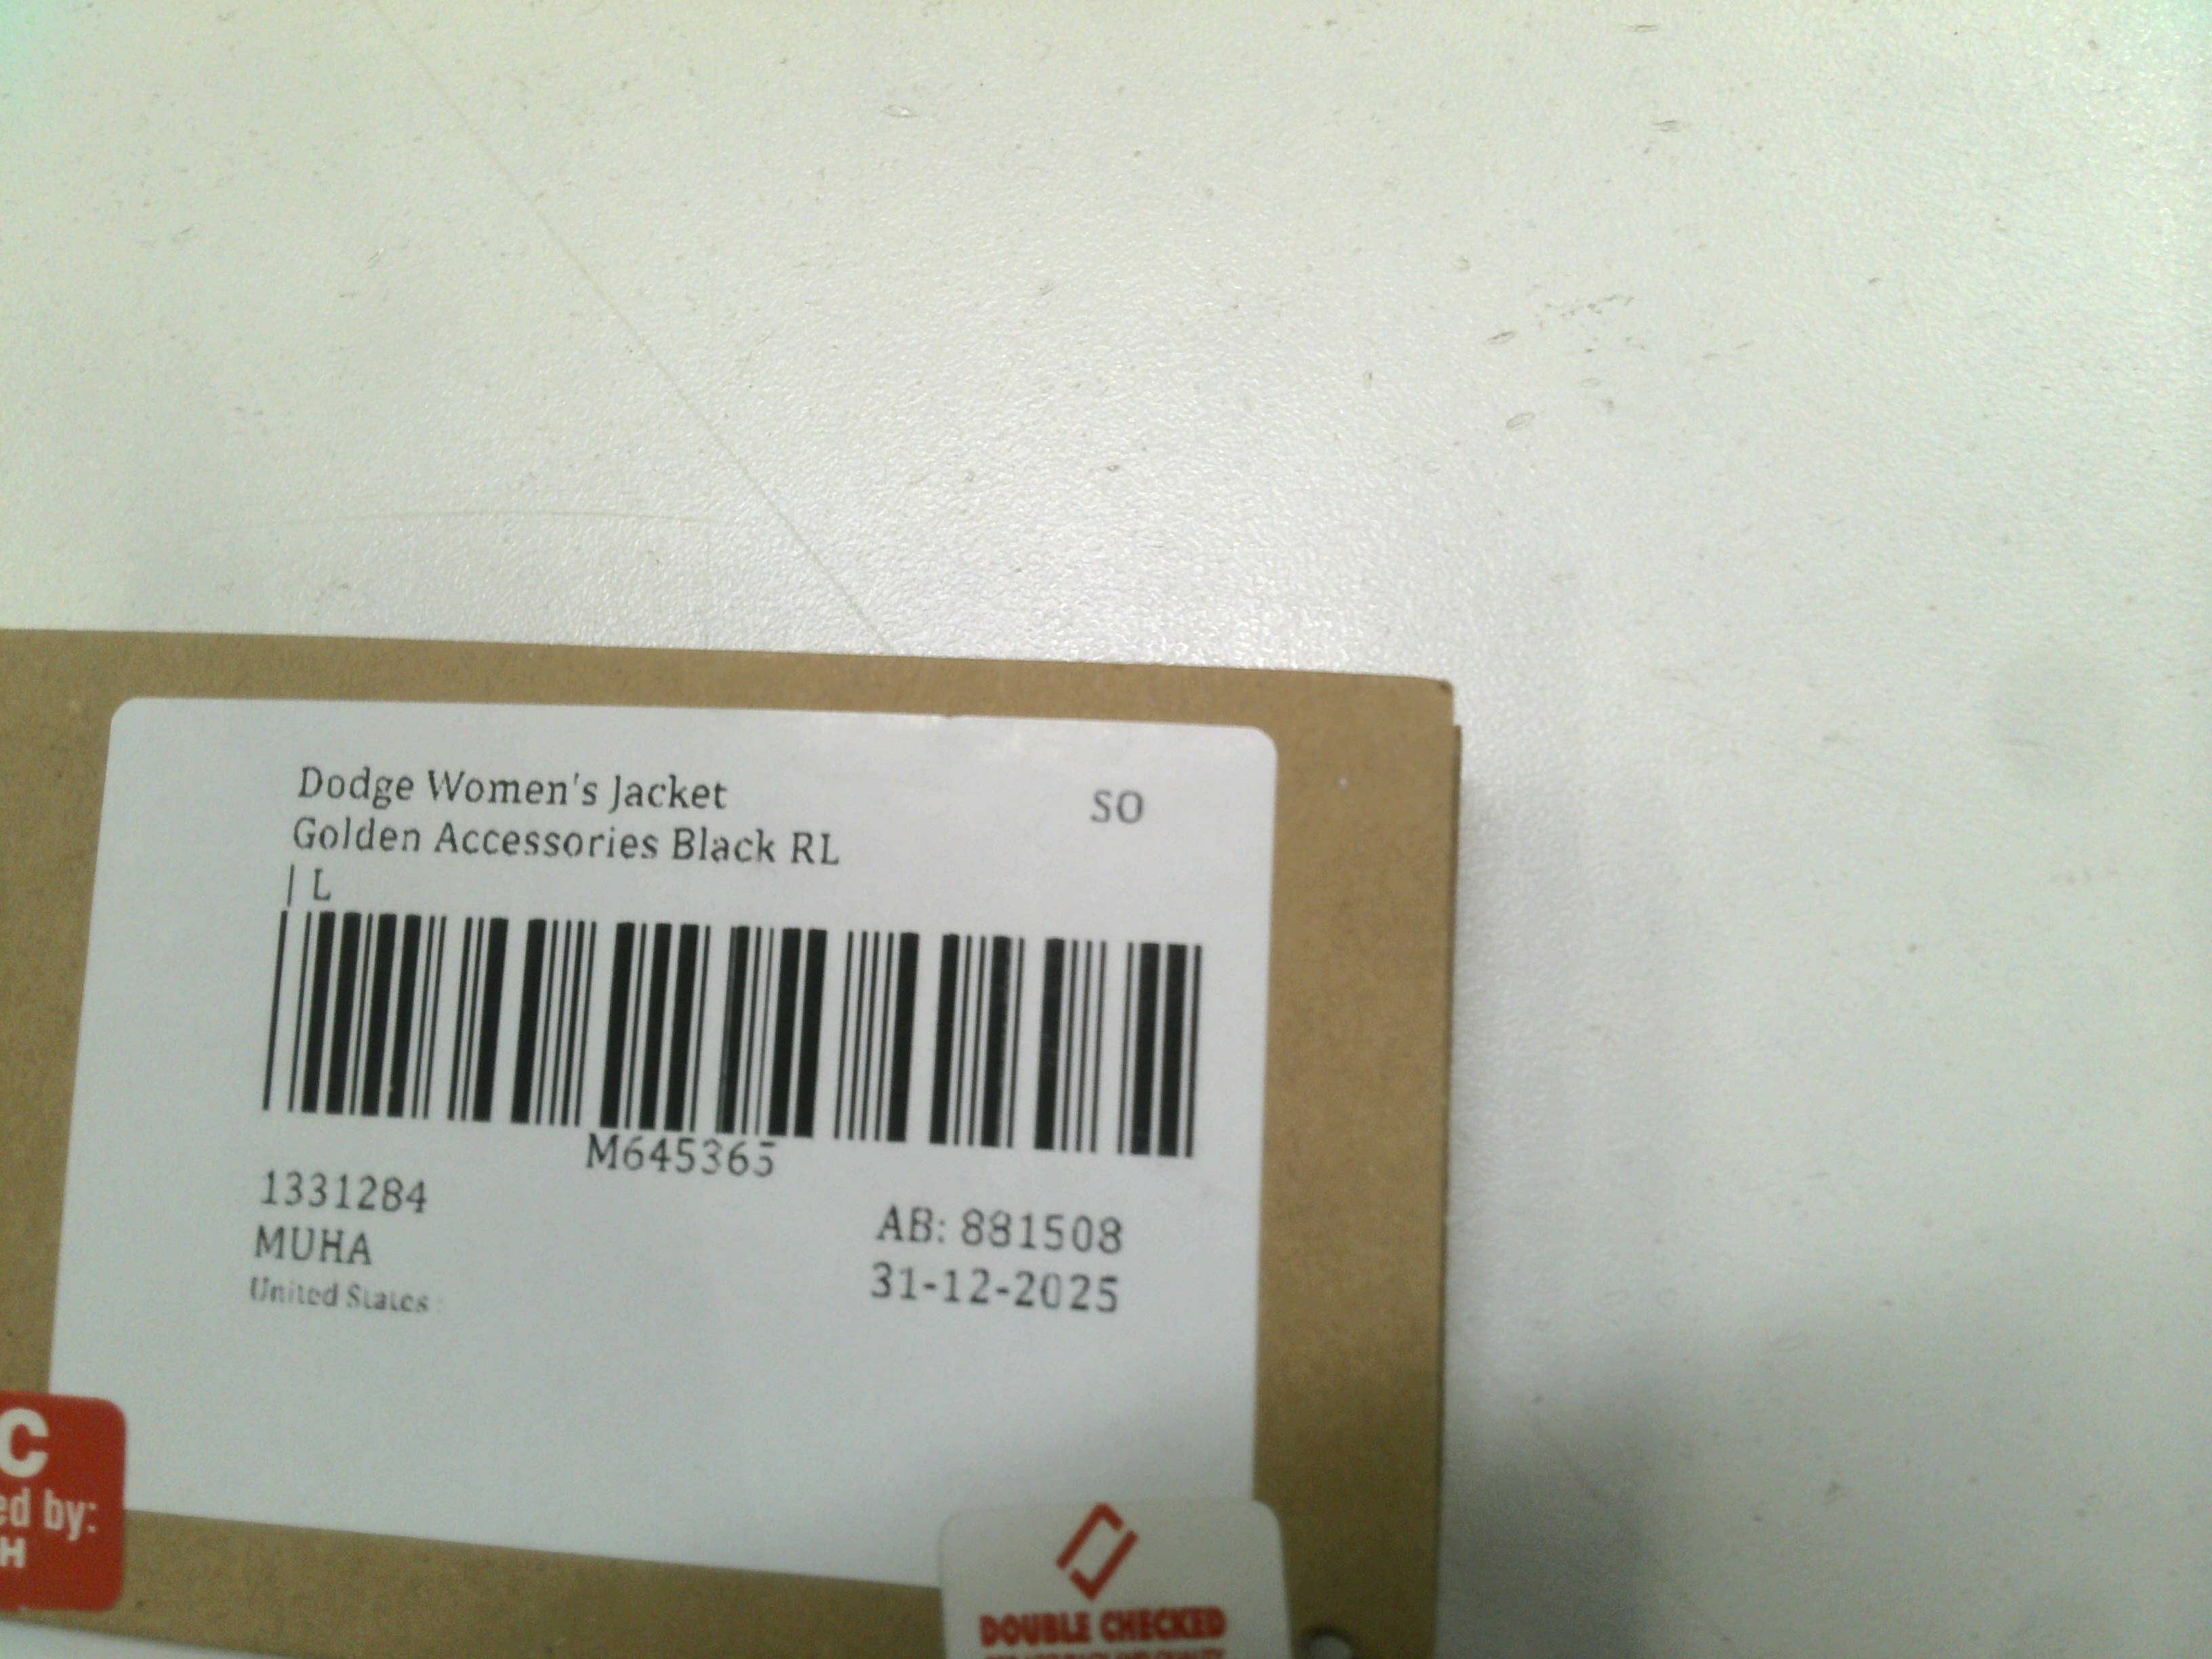 Dodge Women's Jacket
SO
Golden Accessories Black RL
| L
M645365
1331284
AB: 881508
MUHA
31-12-2025
United States
C
ed by:
H
DOUBLE CHECKED